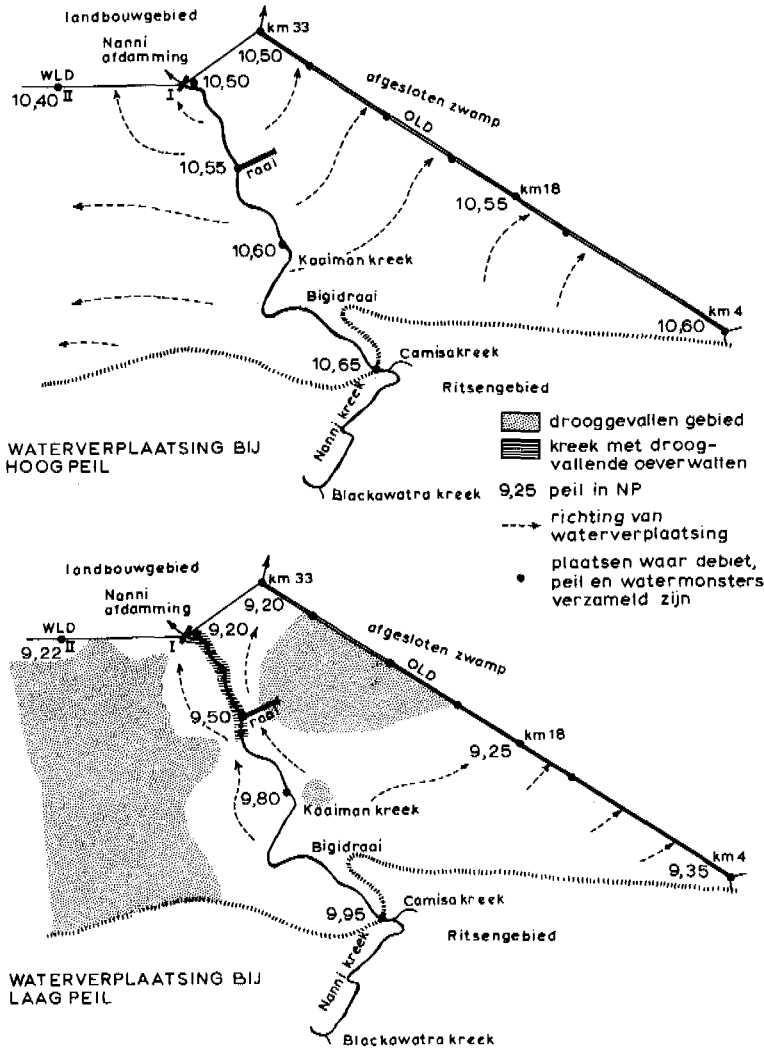 landbouwgebied
km 33
Nanni
afdamming
10,50
10,50
WLD
10,40
II
I
afgesloten zwamp
OLD
10,55
raai
km18
10,55
10,60
Kaaiman kreek
Bigidraai
km 4
10,60
10,65
Camisakreek
Ritsengebied
Nanni kreek
Blackawatra kreek
WATERVERPLAATSING BIJ
HOOG PEIL
drooggevallen gebied
kreek met droog-
vallende oeverwallen
9,25 peil in NP
richting van
waterverplaatsing
plaatsen waar debiet,
peil en watermonsters
verzameld zijn
landbouwgebied
km 33
Nanni
afdamming
9,20
9,20
WLD
9,22
II
I
afgesloten zwamp
OLD
9,50
raai
km18
9,25
9,80
Kaaiman kreek
Bigidraai
km 4
9,35
9,95
Camisakreek
Ritsengebied
Nanni kreek
Blackawatra kreek
WATERVERPLAATSING BIJ
LAAG PEIL